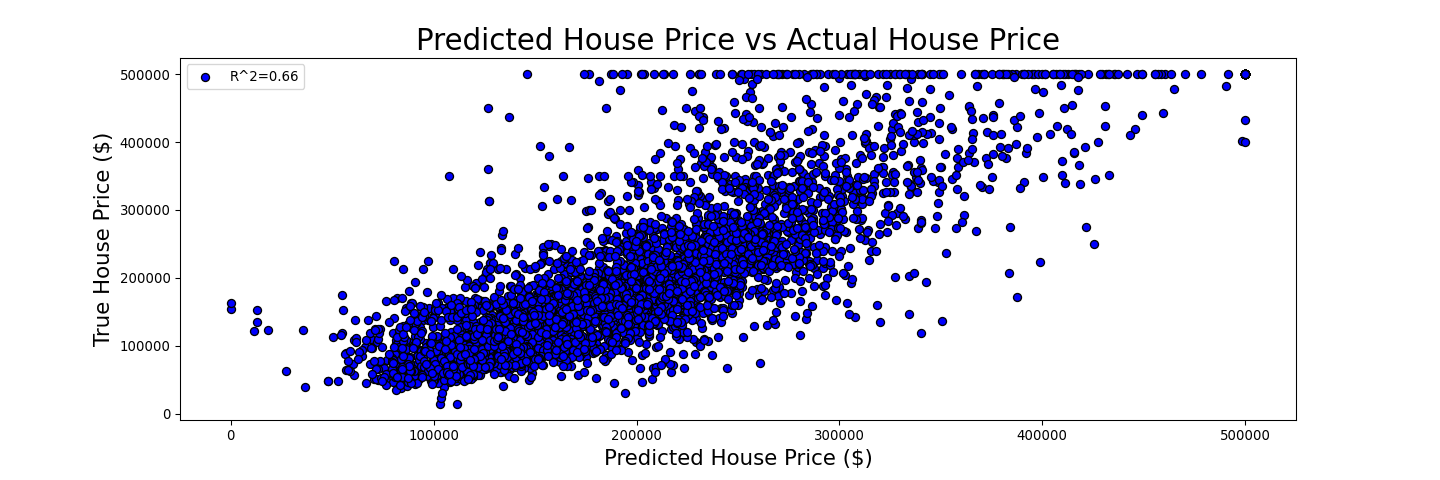 Predicted House Price vs Actual House Price
R^2=0.66
True House Price ($)
500000
400000
300000
200000
100000
0
0 100000 200000 300000 400000 500000
Predicted House Price ($)